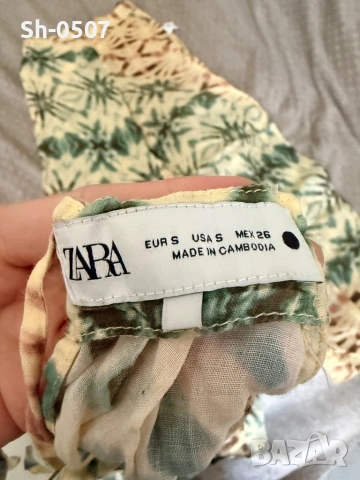 Sh-0507
ZARA
EUR S USA S MEX 26
MADE IN CAMBODIA
BAZAR